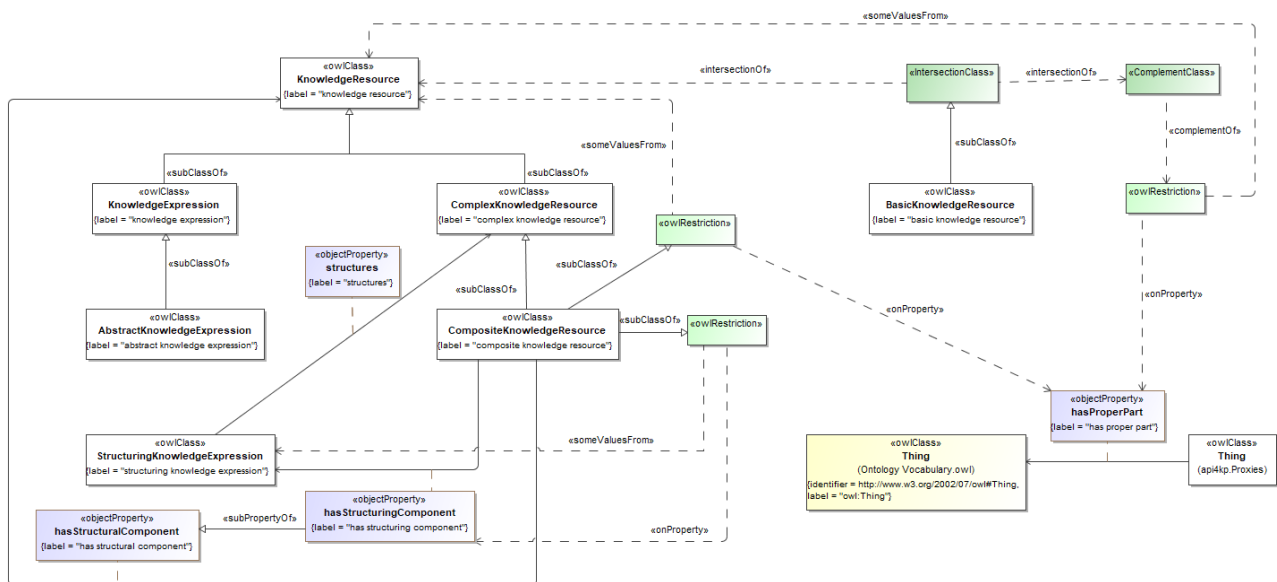 «someValuesFrom»
«owlClass»
KnowledgeResource
{label = "knowledge resource"}
«intersectionOf»
«IntersectionClass»
«intersectionOf»
«ComplementClass»
«someValuesFrom»
«complementOf»
«subClassOf»
«subClassOf»
«subClassOf»
«owlClass»
KnowledgeExpression
{label = "knowledge expression"}
«owlClass»
ComplexKnowledgeResource
{label = "complex knowledge resource"}
«owlClass»
BasicKnowledgeResource
{label = "basic knowledge resource"}
«owlRestriction»
«owlRestriction»
«objectProperty»
structures
{label = "structures"}
«subClassOf»
«subClassOf»
«subClassOf»
«onProperty»
«onProperty»
«owlClass»
AbstractKnowledgeExpression
{label = "abstract knowledge expression"}
«owlClass»
CompositeKnowledgeResource
{label = "composite knowledge resource"}
«subClassOf»
«owlRestriction»
«objectProperty»
hasProperPart
{label = "has proper part"}
«owlClass»
StructuringKnowledgeExpression
{label = "structuring knowledge expression"}
«someValuesFrom»
«owlClass»
Thing
(Ontology Vocabulary.owl)
{identifier = http://www.w3.org/2002/07/owl#Thing,
label = "owl:Thing"}
«owlClass»
Thing
(api4kp.Proxies)
«objectProperty»
hasStructuralComponent
{label = "has structural component"}
«subPropertyOf»
«objectProperty»
hasStructuringComponent
{label = "has structuring component"}
«onProperty»